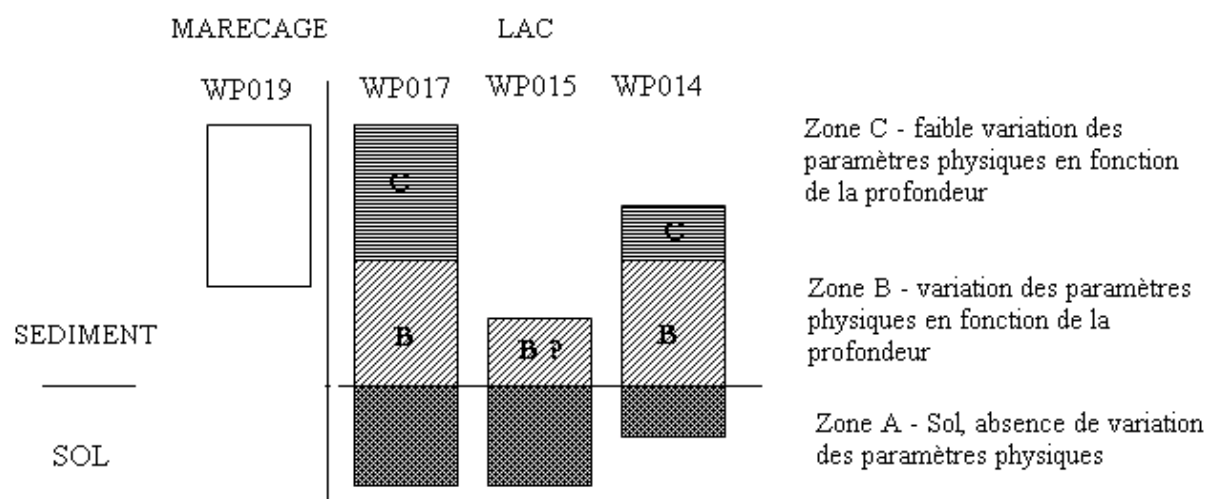 MARECAGE LAC
WP019 WP017 WP015 WP014
Zone C - faible variation des
paramètres physiques en fonction
de la profondeur
C
C
Zone B - variation des paramètres
physiques en fonction de la
profondeur
SEDIMENT
B
B ?
B
Zone A - Sol, absence de variation
des paramètres physiques
SOL